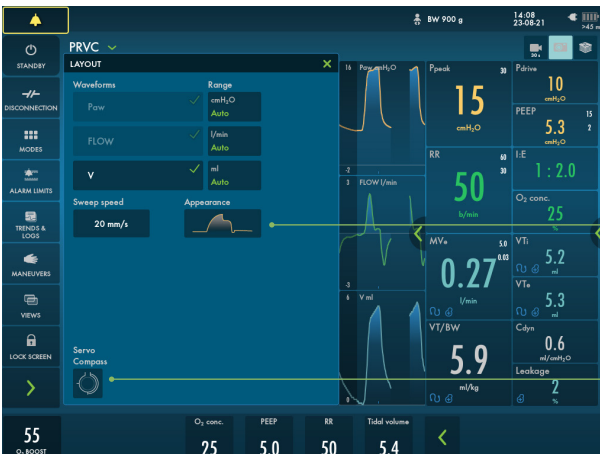 BW 900 g
14:08
23-08-21
>45 m
STANDBY
DISCONNECTION
MODES
ALARM LIMITS
TRENDS &
LOGS
MANEUVERS
VIEWS
LOCK SCREEN
PRVC
30 s
LAYOUT
Waveforms
Range
Paw
cmH₂O
Auto
FLOW
l/min
Auto
V
ml
Auto
Sweep speed
Appearance
20 mm/s
Servo
Compass
16 Paw cmH₂O
-2
3 FLOW l/min
-3
6 V ml
0
Ppeak
30
15
cmH₂O
RR
60
30
50
b/min
MVe
5.0
0.03
0.27
l/min
VT/BW
5.9
ml/kg
Pdrive
10
cmH₂O
PEEP
15
5.3
2
cmH₂O
I:E
1 : 2.0
O₂ conc.
25
%
VTi
5.2
ml
VTe
5.3
ml
Cdyn
0.6
ml/cmH₂O
Leakage
2
%
55
O₂ BOOST
O₂ conc.
25
PEEP
5.0
RR
50
Tidal volume
5.4